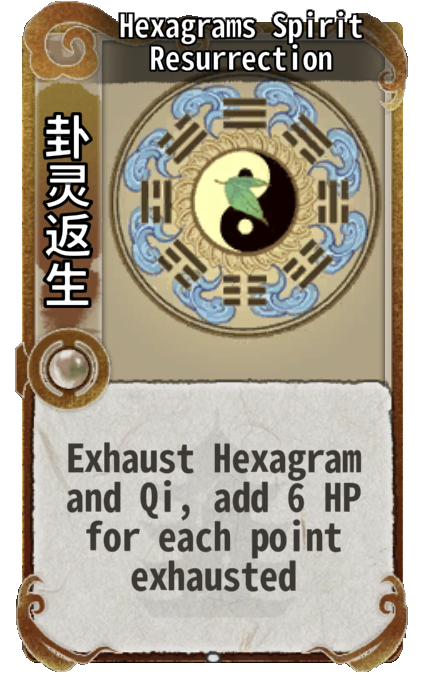 Hexagrams Spirit
Resurrection
卦灵返生
Exhaust Hexagram
and Qi, add 6 HP
for each point
exhausted